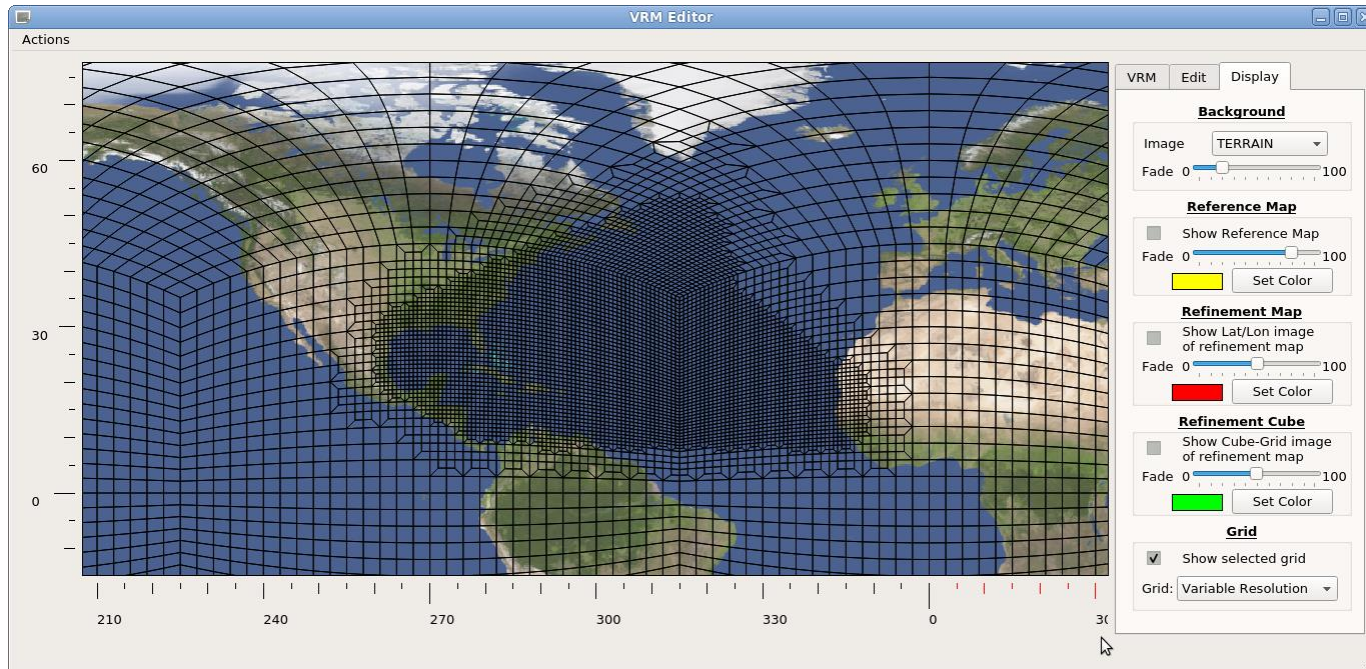 VRM Editor
Actions
VRM Edit Display
Background
Image TERRAIN
Fade 0 100
Reference Map
Show Reference Map
Fade 0 100
Set Color
Refinement Map
Show Lat/Lon image
of refinement map
Fade 0 100
Set Color
Refinement Cube
Show Cube-Grid image
of refinement map
Fade 0 100
Set Color
Grid
Show selected grid
Grid: Variable Resolution
60
30
0
210 240 270 300 330 0 30